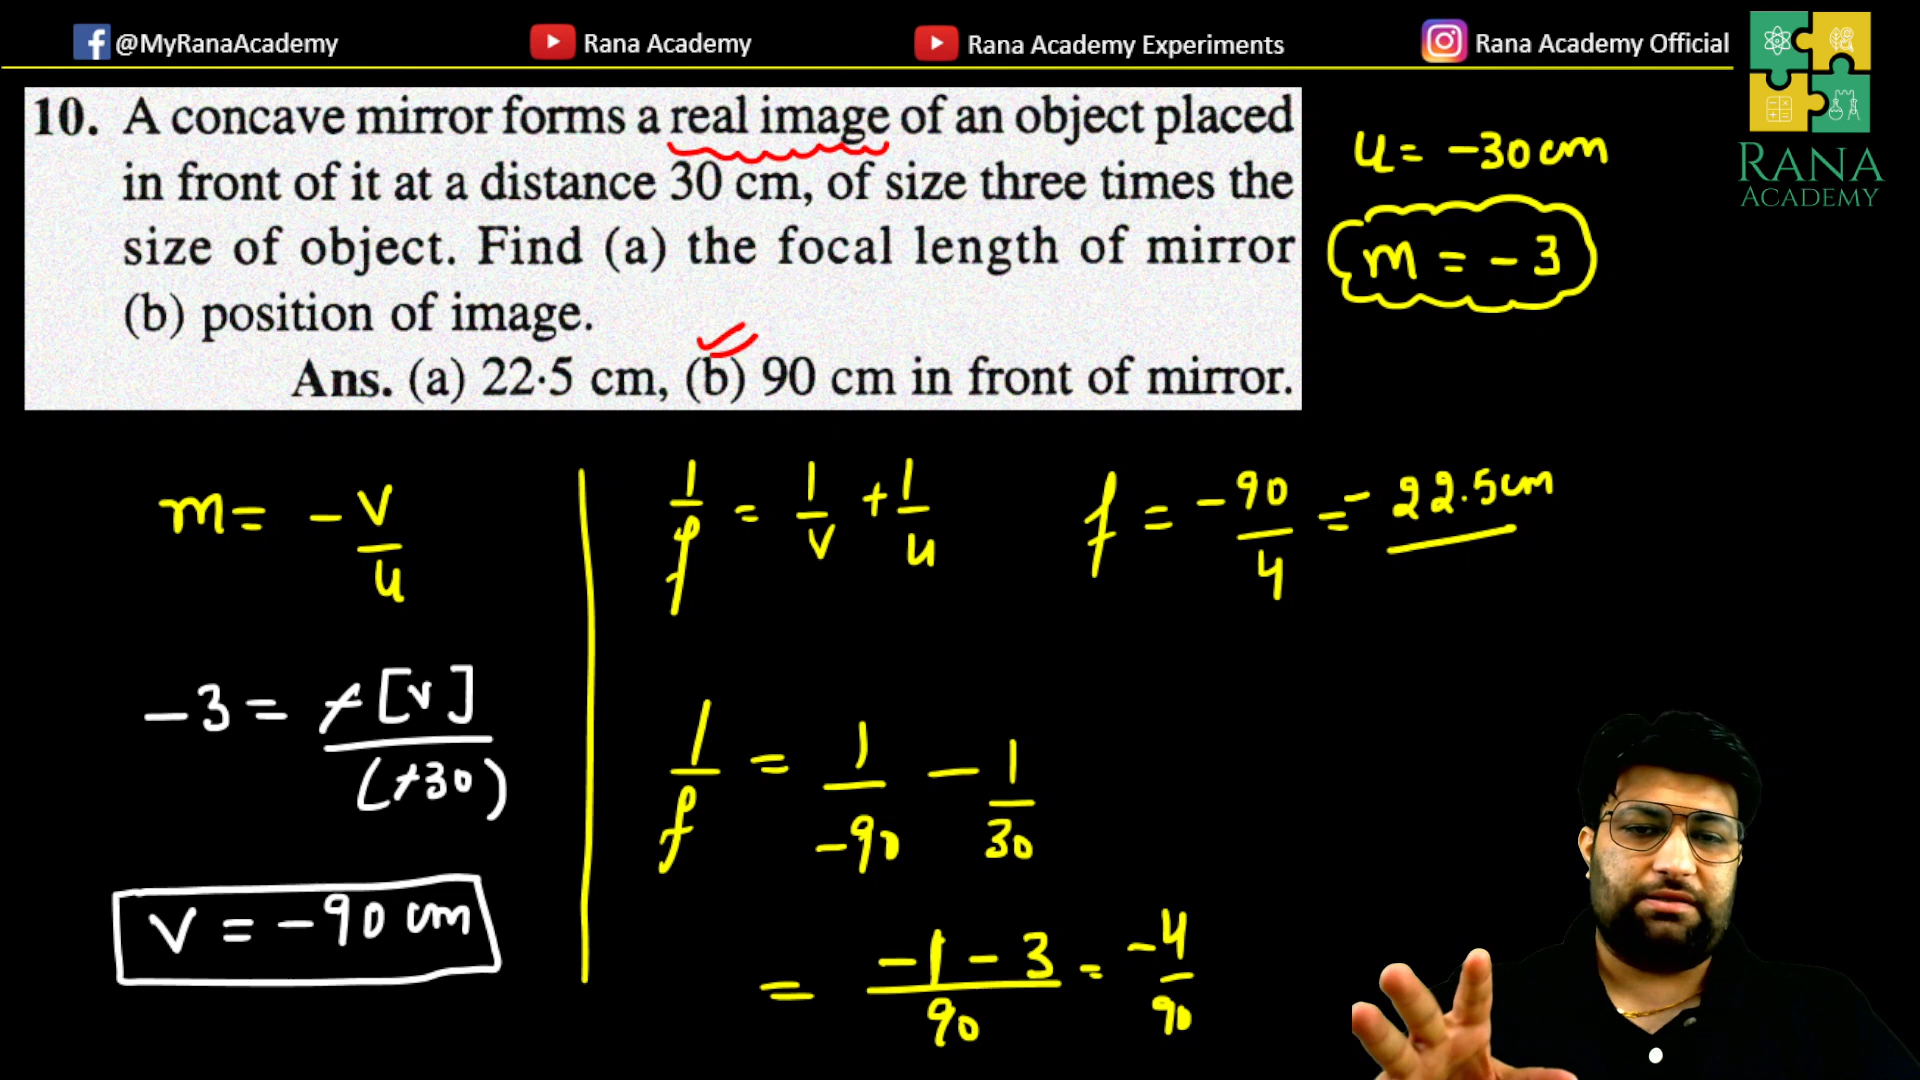 @MyRanaAcademy Rana Academy Rana Academy Experiments Rana Academy Official
RANA
ACADEMY
10. A concave mirror forms a real image of an object placed
in front of it at a distance 30 cm, of size three times the
size of object. Find (a) the focal length of mirror
(b) position of image.
Ans. (a) 22·5 cm, (b) 90 cm in front of mirror.
u = -30 cm
m = -3
m = -v/u
-3 = -[v]/(-30)
v = -90 cm
1/f = 1/v + 1/u
1/f = 1/-90 - 1/30
= -1-3/90 = -4/90
f = -90/4 = -22.5 cm